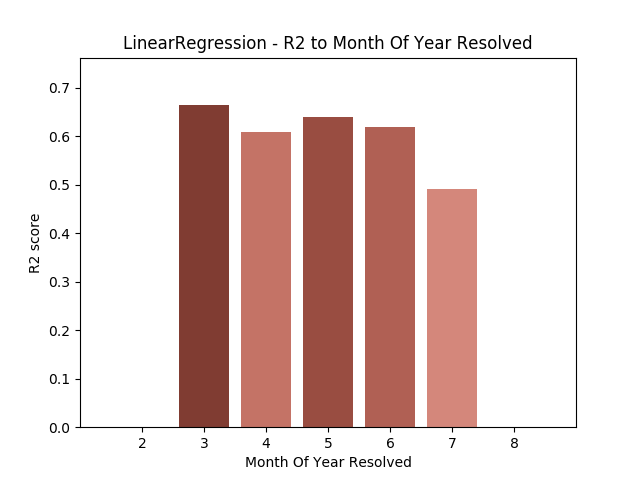 LinearRegression - R2 to Month Of Year Resolved
0.7
0.6
0.5
0.4
0.3
0.2
0.1
0.0
R2 score
2 3 4 5 6 7 8
Month Of Year Resolved